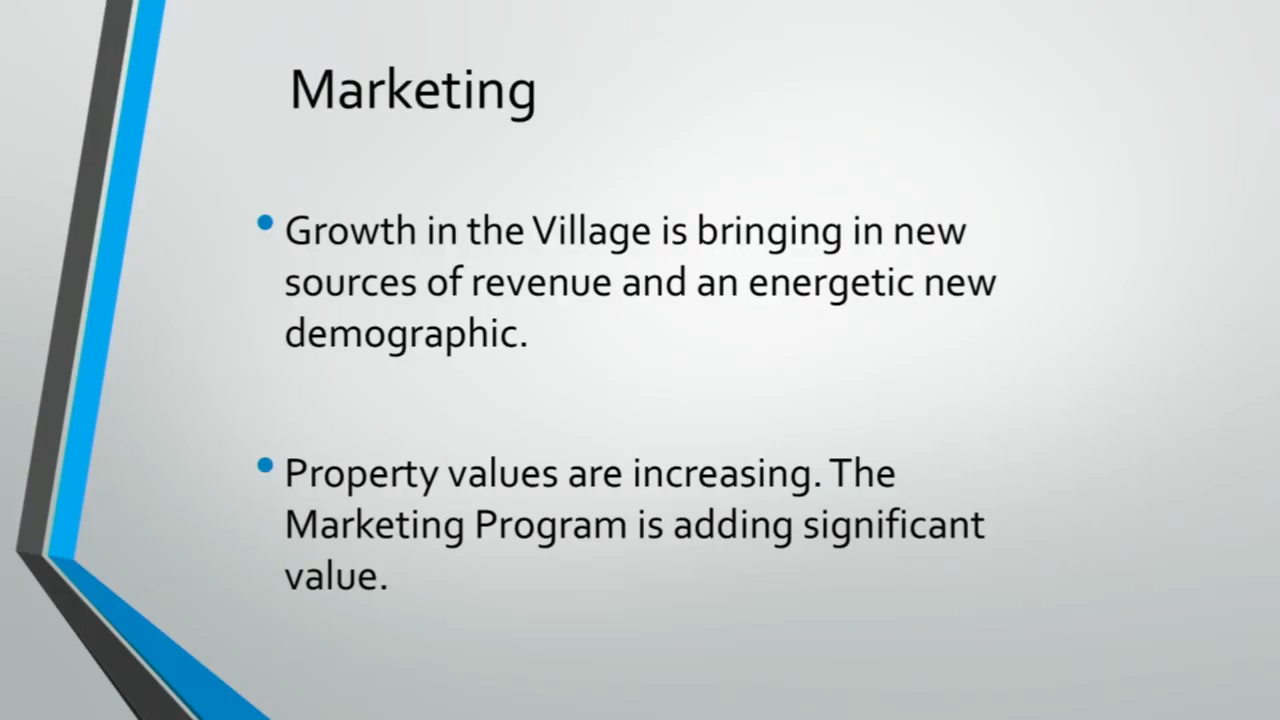 Marketing
• Growth in the Village is bringing in new
sources of revenue and an energetic new
demographic.
• Property values are increasing. The
Marketing Program is adding significant
value.